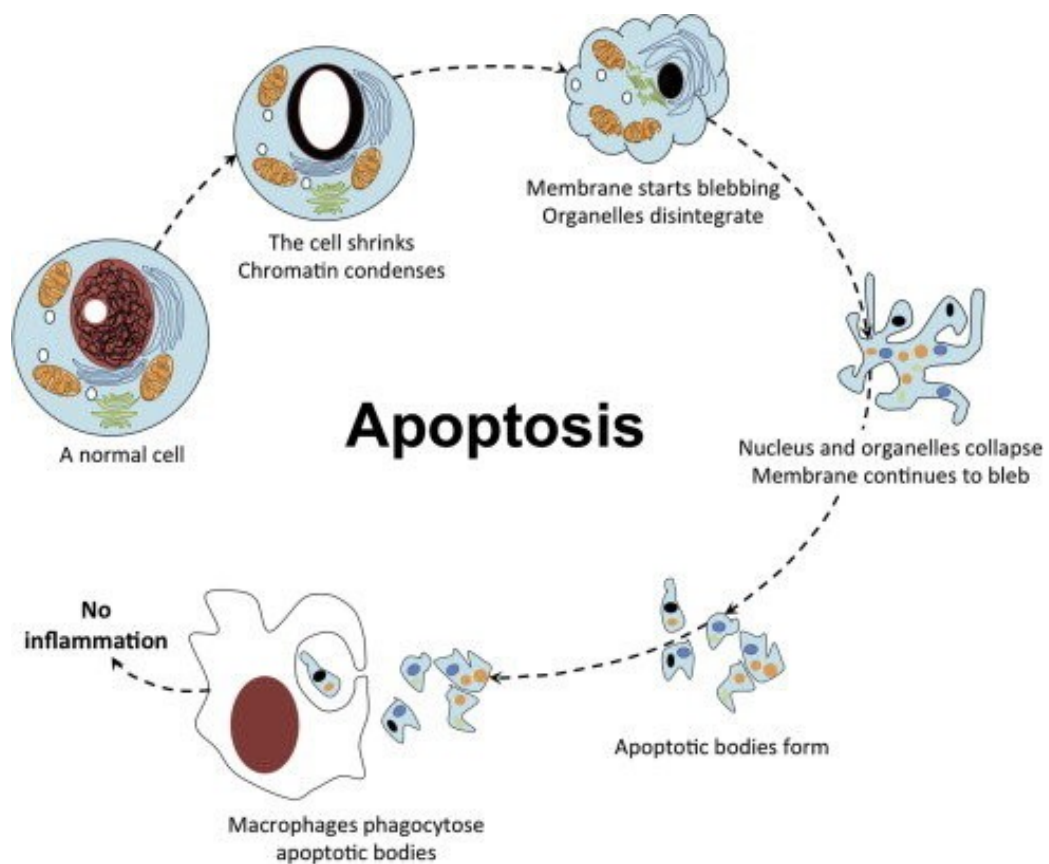 A normal cell
The cell shrinks
Chromatin condenses
Membrane starts blebbing
Organelles disintegrate
Nucleus and organelles collapse
Membrane continues to bleb
Apoptosis
Apoptotic bodies form
Macrophages phagocytose
apoptotic bodies
No
inflammation